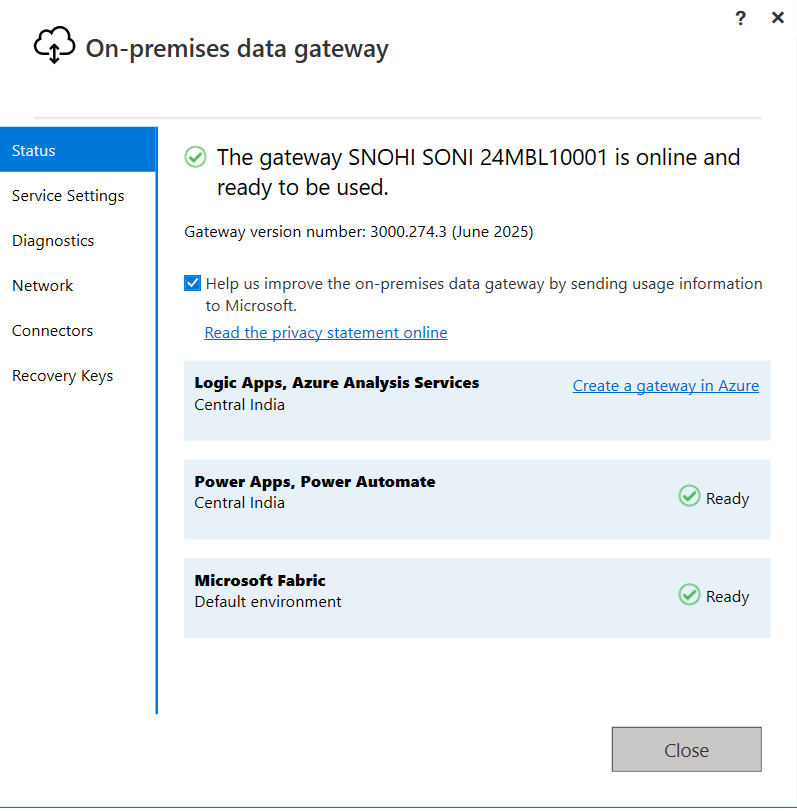 ?
On-premises data gateway
Status
Service Settings
Diagnostics
Network
Connectors
Recovery Keys
The gateway SNOHI SONI 24MBL10001 is online and
ready to be used.
Gateway version number: 3000.274.3 (June 2025)
Help us improve the on-premises data gateway by sending usage information
to Microsoft.
Read the privacy statement online
Logic Apps, Azure Analysis Services
Create a gateway in Azure
Central India
Power Apps, Power Automate
Central India
Ready
Microsoft Fabric
Default environment
Ready
Close